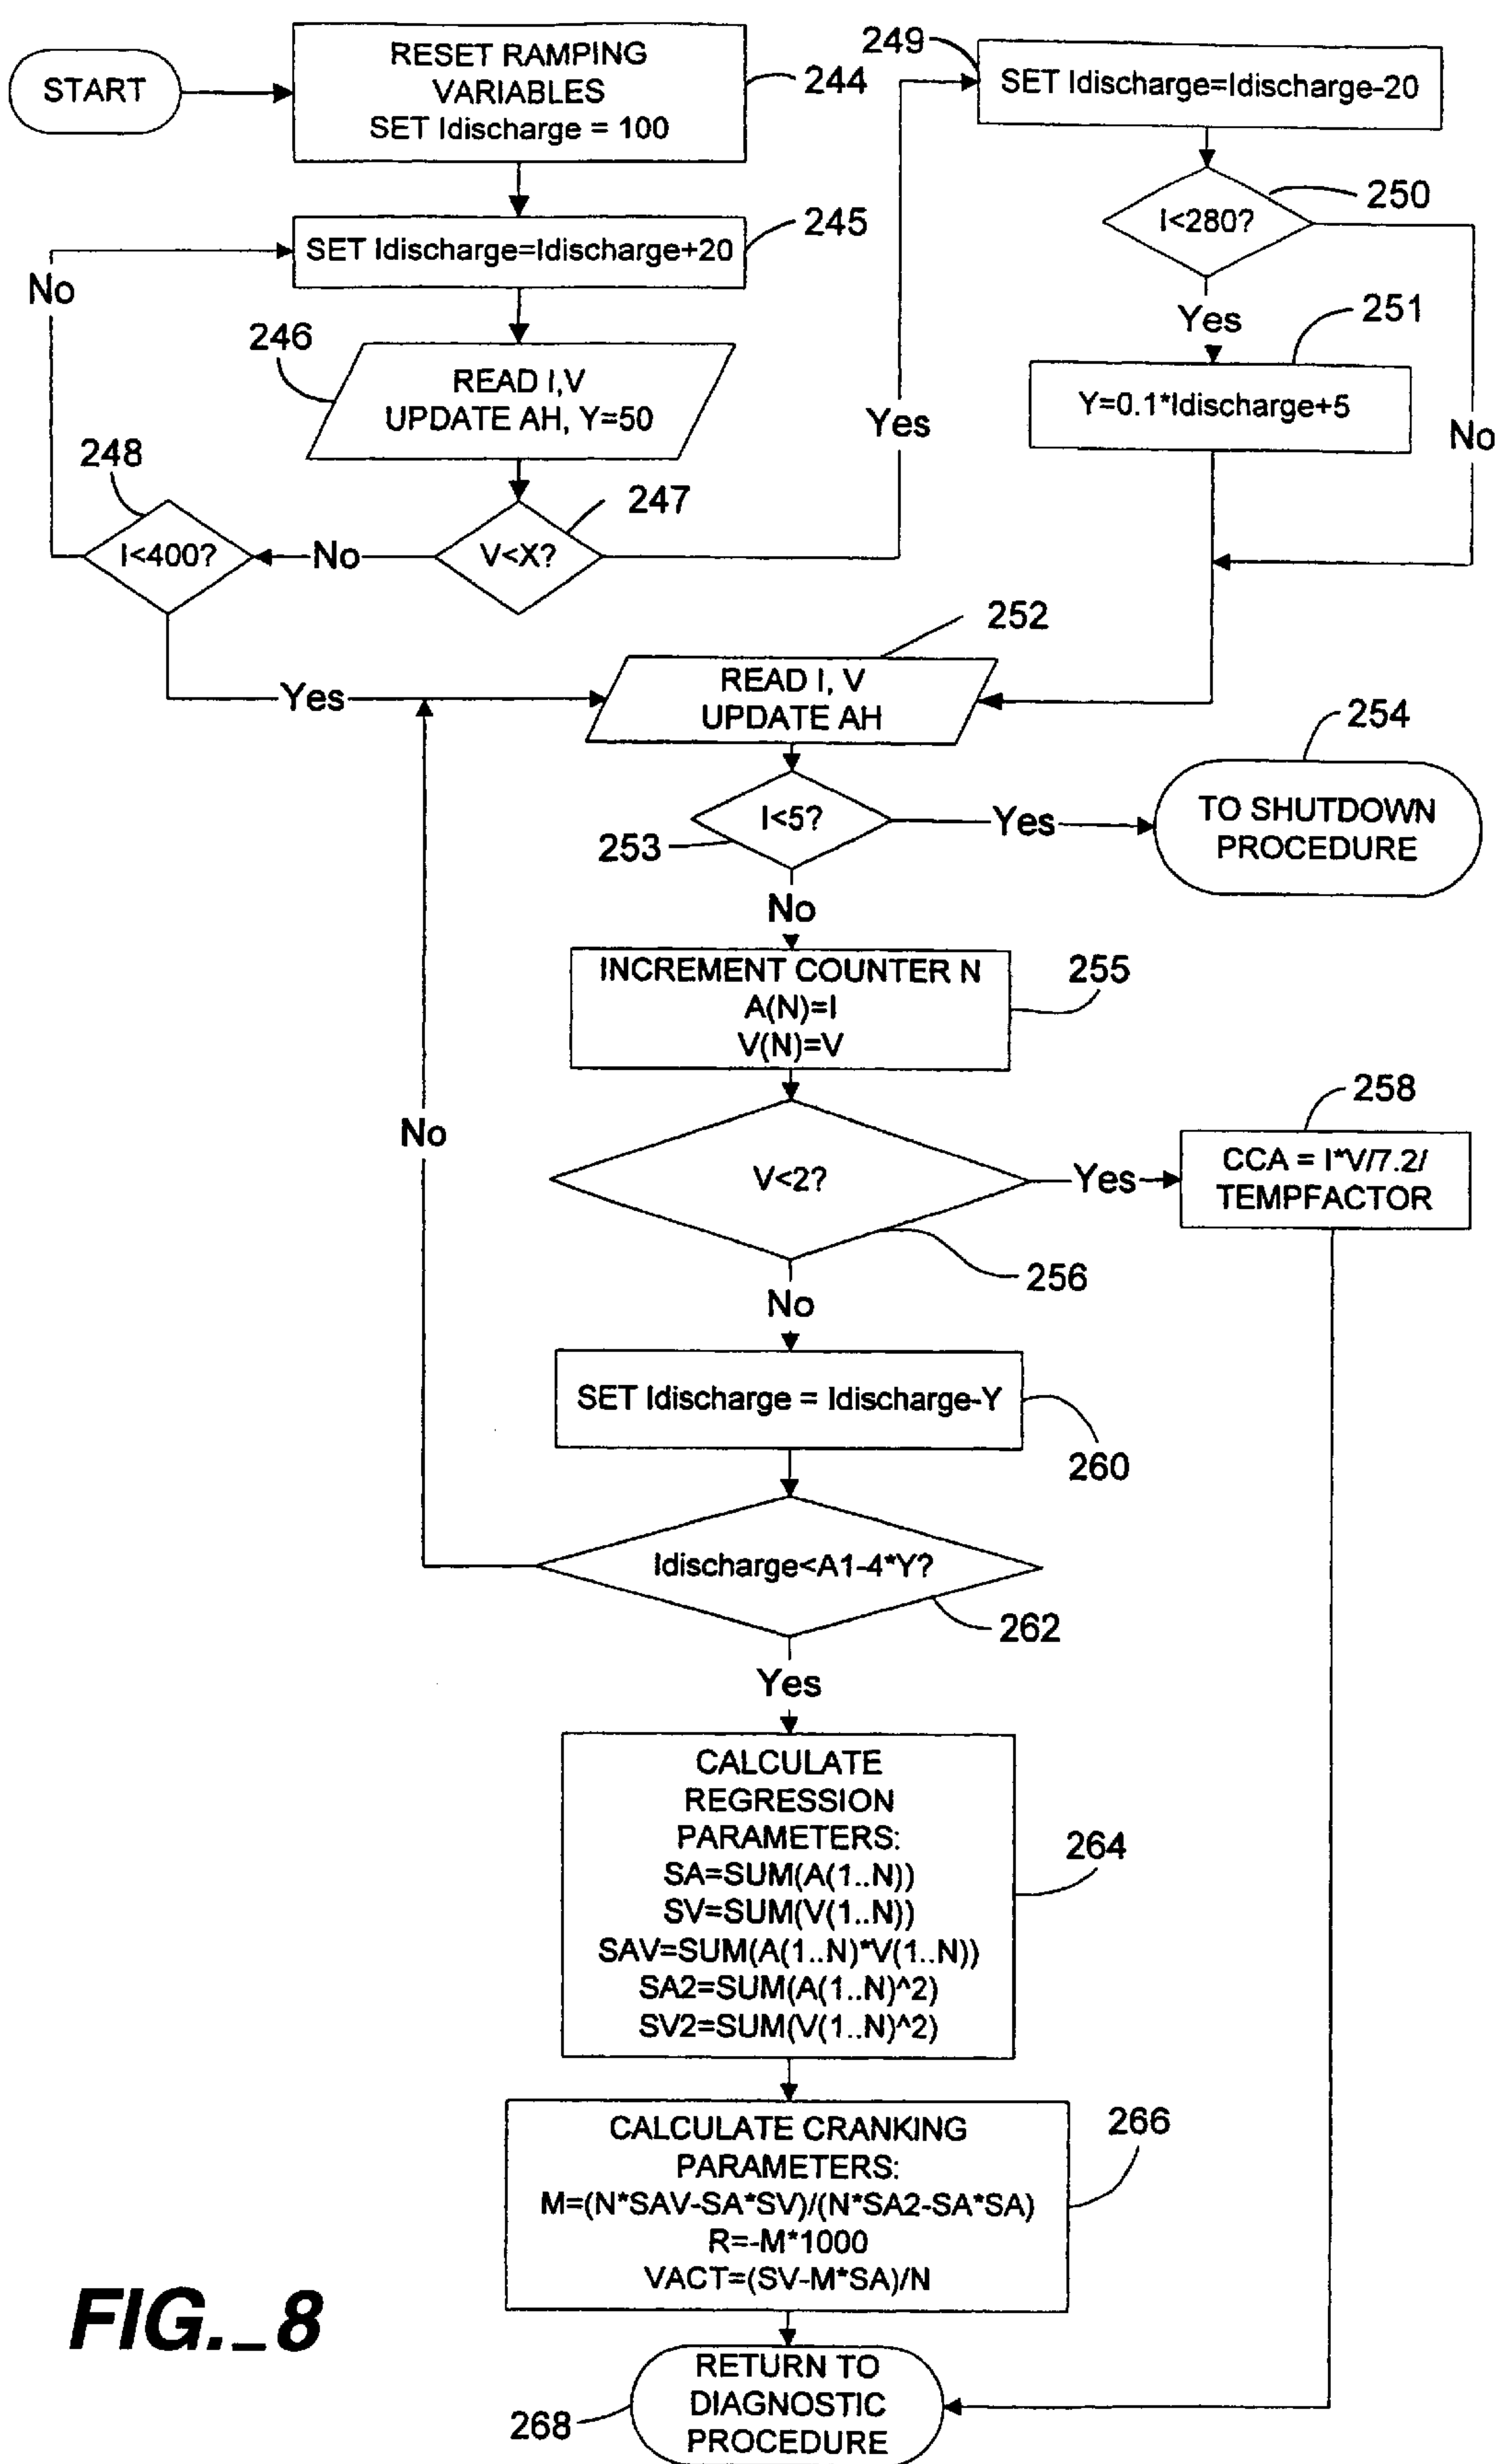 START
RESET RAMPING
VARIABLES
SET Idischarge = 100
244
249
SET Idischarge=Idischarge-20
250
I<280?
SET Idischarge=Idischarge+20
245
No
Yes
251
246
READ I,V
UPDATE AH, Y=50
Y=0.1*Idischarge+5
Yes
No
248
247
I<400?
No
V<X?
252
Yes
READ I, V
UPDATE AH
254
I<5?
253
Yes
TO SHUTDOWN
PROCEDURE
No
INCREMENT COUNTER N
A(N)=I
V(N)=V
255
258
No
V<2?
Yes
CCA = I*V/7.2/
TEMPFACTOR
256
No
SET Idischarge = Idischarge-Y
260
Idischarge<A1-4*Y?
262
Yes
CALCULATE
REGRESSION
PARAMETERS:
SA=SUM(A(1..N))
SV=SUM(V(1..N))
SAV=SUM(A(1..N)*V(1..N))
SA2=SUM(A(1..N)^2)
SV2=SUM(V(1..N)^2)
264
CALCULATE CRANKING
PARAMETERS:
M=(N*SAV-SA*SV)/(N*SA2-SA*SA)
R=-M*1000
VACT=(SV-M*SA)/N
266
FIG._8
RETURN TO
DIAGNOSTIC
PROCEDURE
268